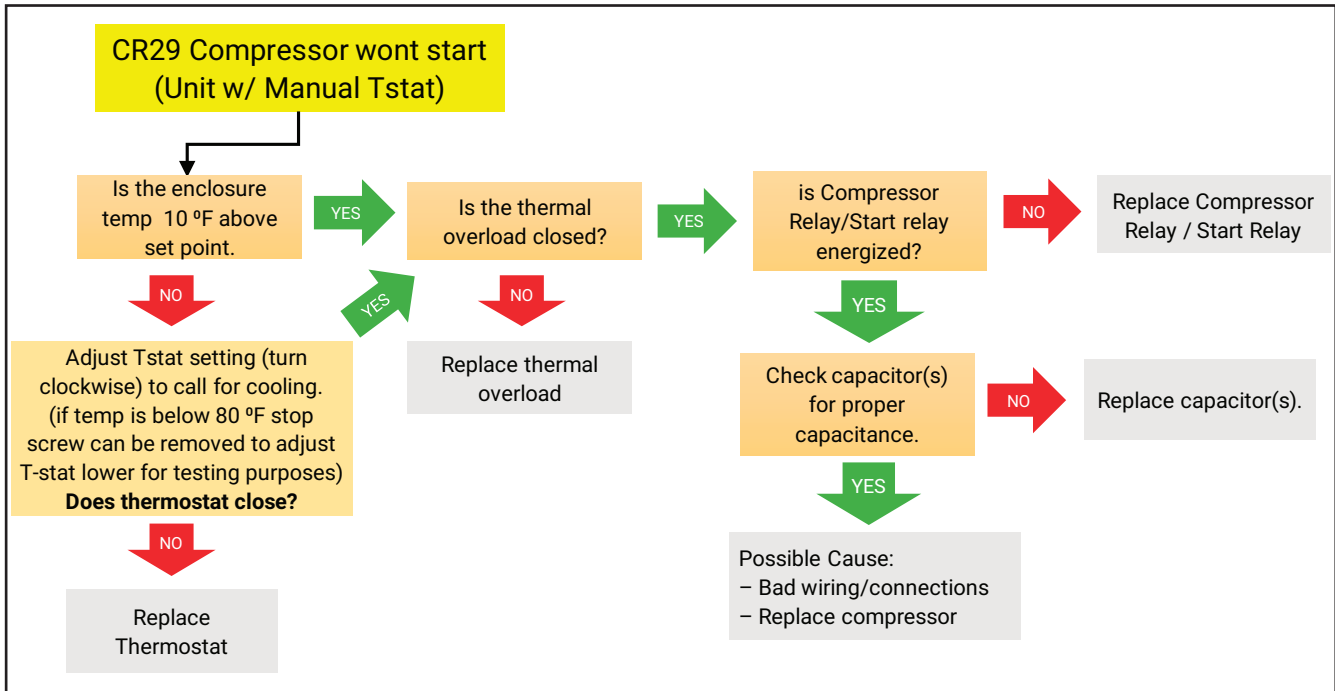 CR29 Compressor wont start
(Unit w/ Manual Tstat)
Is the enclosure
temp 10 ºF above
set point.
YES
Is the thermal
overload closed?
YES
is Compressor
Relay/Start relay
energized?
NO
Replace Compressor
Relay / Start Relay
NO
YES
NO
YES
Adjust Tstat setting (turn
clockwise) to call for cooling.
(if temp is below 80 ºF stop
screw can be removed to adjust
T-stat lower for testing purposes)
Does thermostat close?
Replace thermal
overload
Check capacitor(s)
for proper
capacitance.
NO
Replace capacitor(s).
NO
YES
Replace
Thermostat
Possible Cause:
– Bad wiring/connections
– Replace compressor